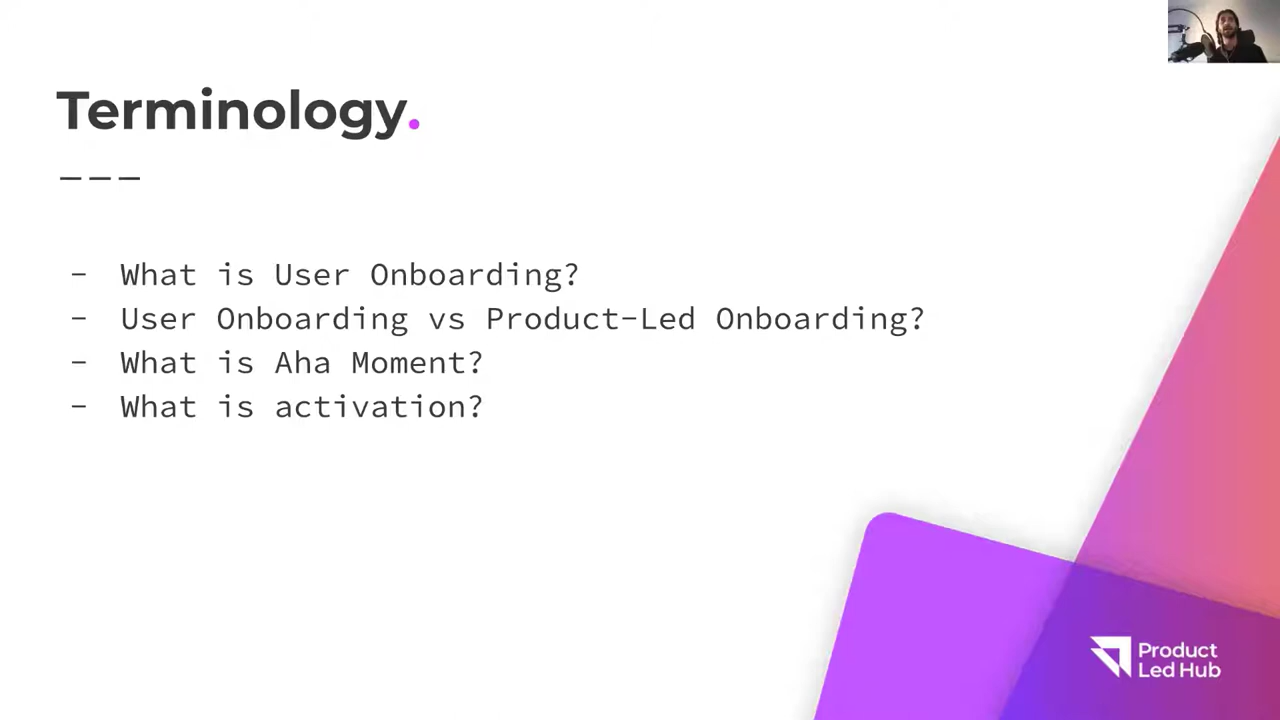 Terminology.
———
- What is User Onboarding?
- User Onboarding vs Product-Led Onboarding?
- What is Aha Moment?
- What is activation?
Product
Led Hub